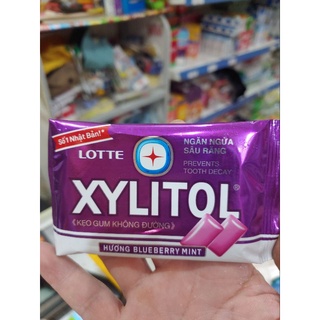 Số 1 Nhật Bản!*
LOTTE
NGĂN NGỪA
SÂU RĂNG
PREVENTS
TOOTH DECAY
XYLITOL®
《KẸO GUM KHÔNG ĐƯỜNG》
HƯƠNG BLUEBERRY MINT